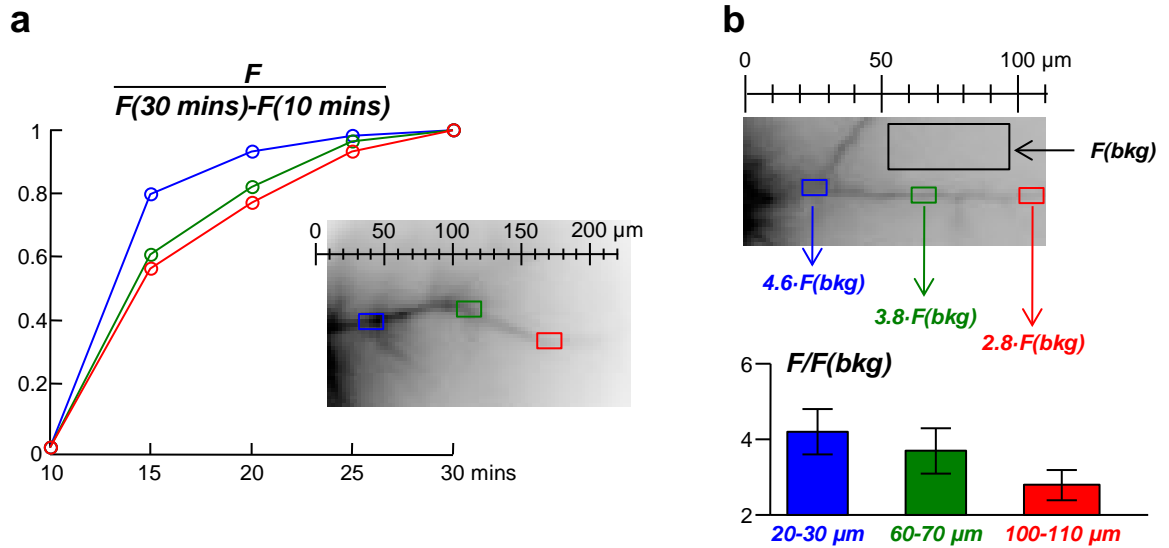 a
F
F(30 mins)-F(10 mins)
1
0.8
0.6
0.4
0.2
0
10 15 20 25 30 mins
0 50 100 150 200 μm
b
0 50 100 μm
F(bkg)
4.6·F(bkg)
3.8·F(bkg)
2.8·F(bkg)
F/F(bkg)
6
4
2
20-30 μm 60-70 μm 100-110 μm